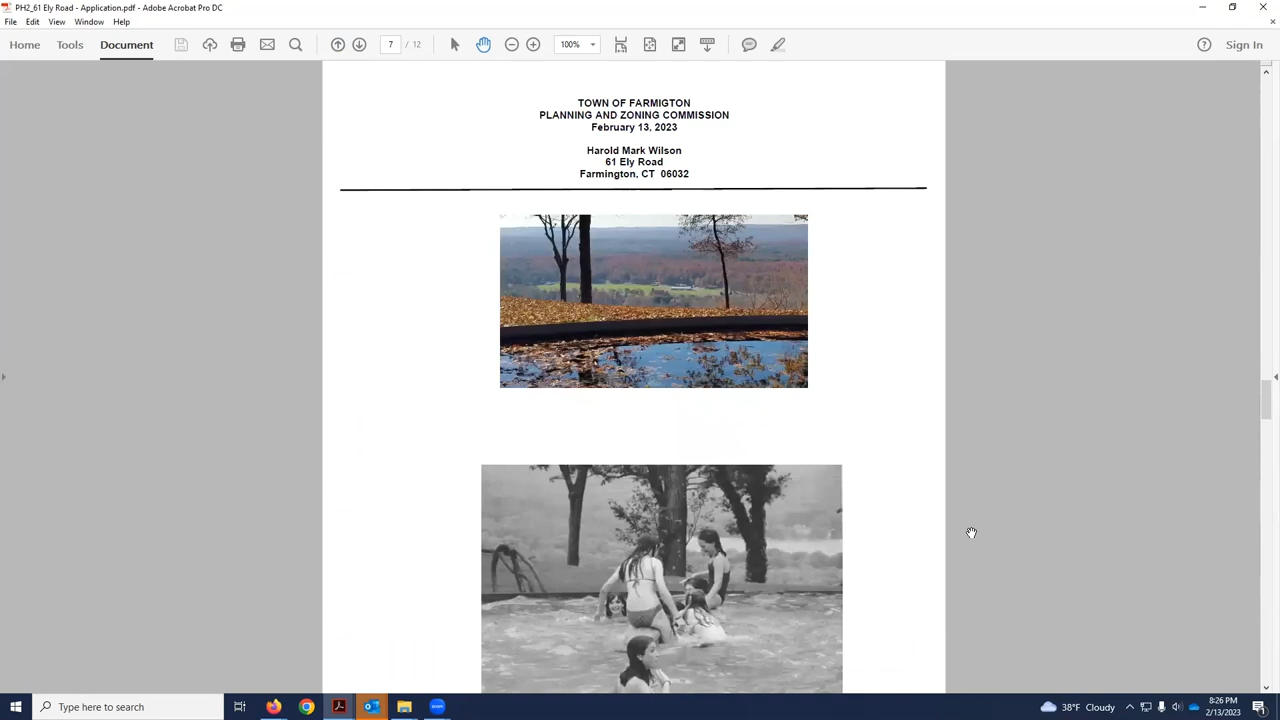 PH2_61 Ely Road - Application.pdf - Adobe Acrobat Pro DC
File Edit View Window Help
Home Tools Document 7 / 12 100% Sign In
TOWN OF FARMIGTON
PLANNING AND ZONING COMMISSION
February 13, 2023
Harold Mark Wilson
61 Ely Road
Farmington, CT 06032
Type here to search 38°F Cloudy 8:26 PM
2/13/2023